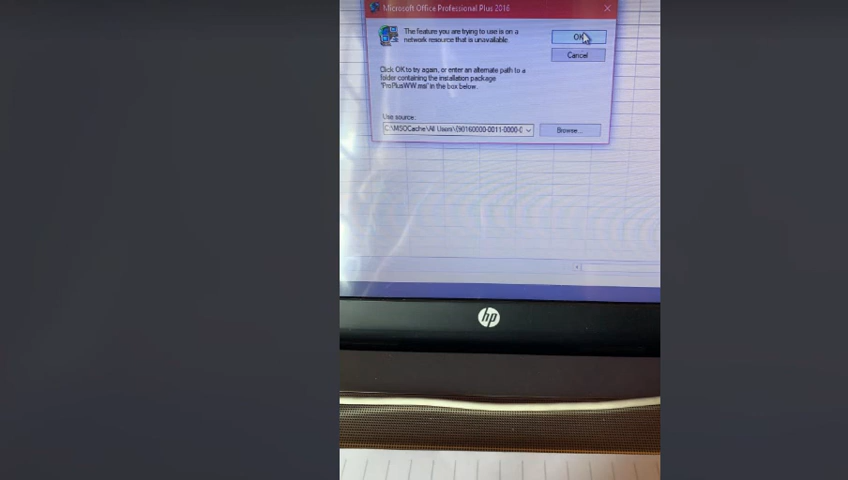 Microsoft Office Professional Plus 2016
The feature you are trying to use is on a
network resource that is unavailable.
OK
Cancel
Click OK to try again, or enter an alternate path to a
folder containing the installation package
'ProPlusWW.msi' in the box below.
Use source:
C:\MSOCache\All Users\{90160000-0011-0000-0
Browse...
hp